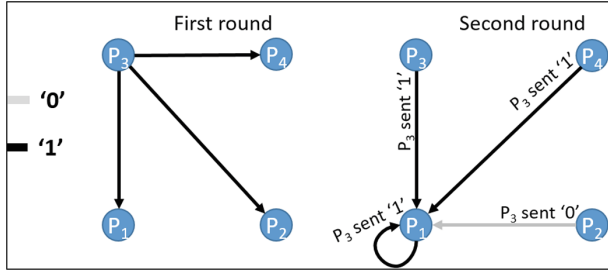 First round
Second round
P₃
P₄
P₃
P₄
'0'
'1'
P₃ sent '1'
P₃ sent '1'
P₃ sent '1'
P₃ sent '0'
P₁
P₂
P₁
P₂